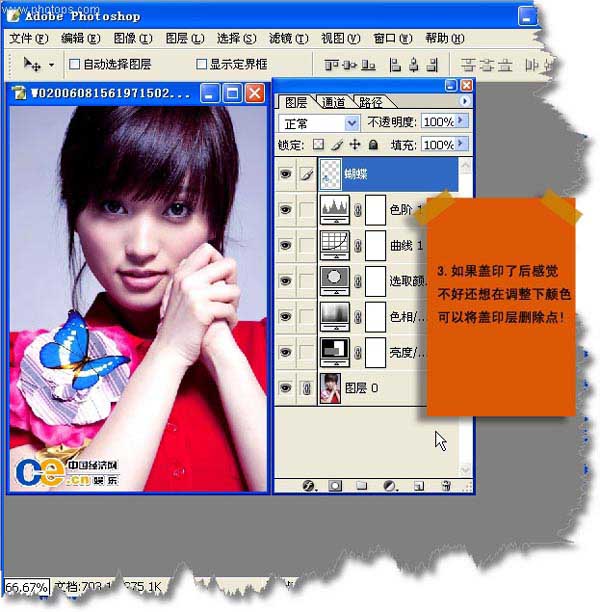 www.photops.com
Adobe Photoshop
文件(F) 编辑(E) 图像(I) 图层(L) 选择(S) 滤镜(T) 视图(V) 窗口(W) 帮助(H)
自动选择图层 显示定界框
W02006081561971502...
图层 通道 路径
正常 不透明度: 100%
锁定: 填充: 100%
蝴蝶
色阶 1
曲线 1
选取颜...
色相/...
亮度/...
图层 0
3.如果盖印了后感觉
不好还想在调整下颜色
可以将盖印层删除点!
ce.cn
中国经济网
娱乐
66.67% 文档: